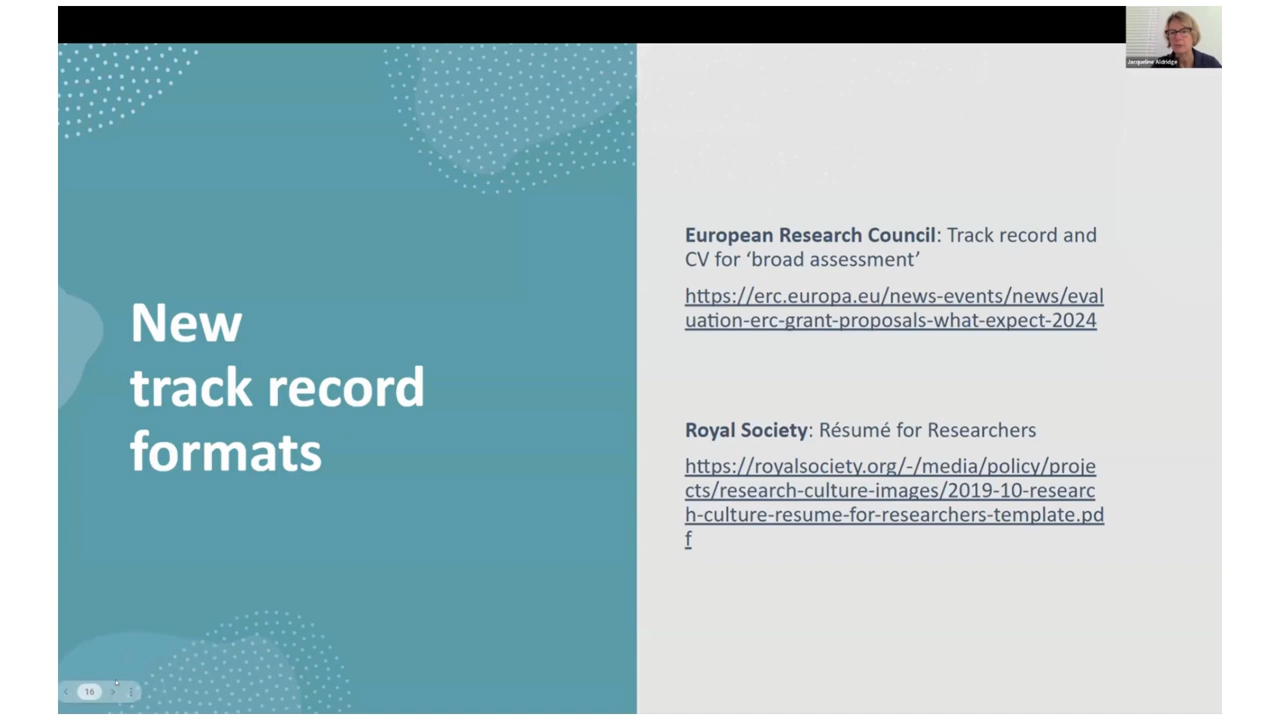 Jacqueline Aldridge
New
track record
formats
European Research Council: Track record and
CV for ‘broad assessment’
https://erc.europa.eu/news-events/news/eval
uation-erc-grant-proposals-what-expect-2024
Royal Society: Résumé for Researchers
https://royalsociety.org/-/media/policy/proje
cts/research-culture-images/2019-10-researc
h-culture-resume-for-researchers-template.pd
f
16